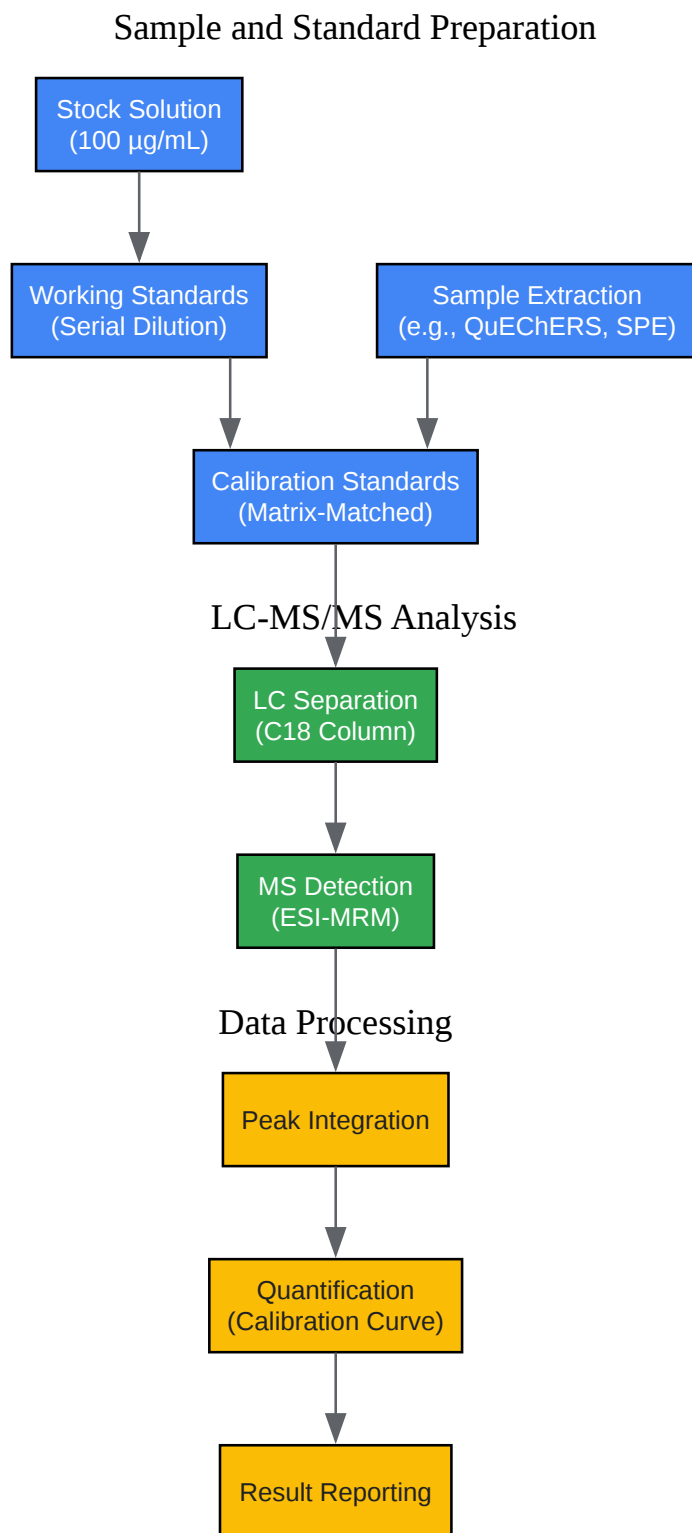 Sample and Standard Preparation
Stock Solution
(100 µg/mL)
Working Standards
(Serial Dilution)
Sample Extraction
(e.g., QuEChERS, SPE)
Calibration Standards
(Matrix-Matched)
LC-MS/MS Analysis
LC Separation
(C18 Column)
MS Detection
(ESI-MRM)
Data Processing
Peak Integration
Quantification
(Calibration Curve)
Result Reporting